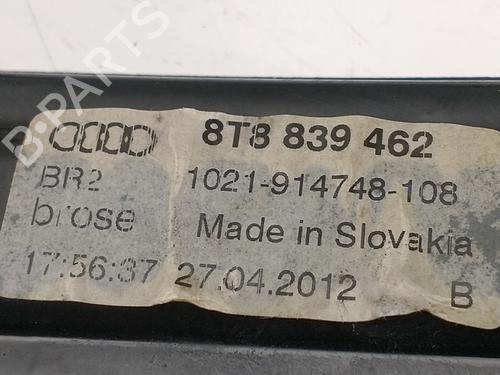 B-PARTS
8T8 839 462
BR2 1021-914748-108
brose Made in Slovakia
17:56:37 27.04.2012 B